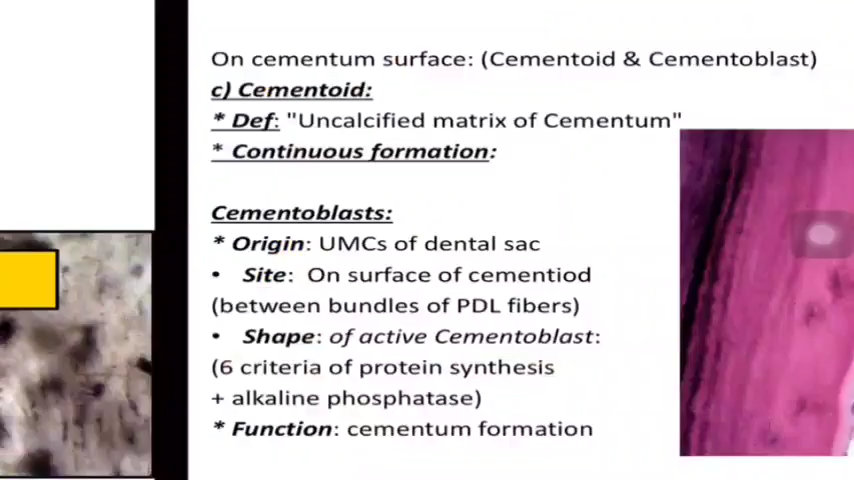 On cementum surface: (Cementoid & Cementoblast)
c) Cementoid:
* Def: "Uncalcified matrix of Cementum"
* Continuous formation:
Cementoblasts:
* Origin: UMCs of dental sac
• Site: On surface of cementiod
(between bundles of PDL fibers)
• Shape: of active Cementoblast:
(6 criteria of protein synthesis
+ alkaline phosphatase)
* Function: cementum formation